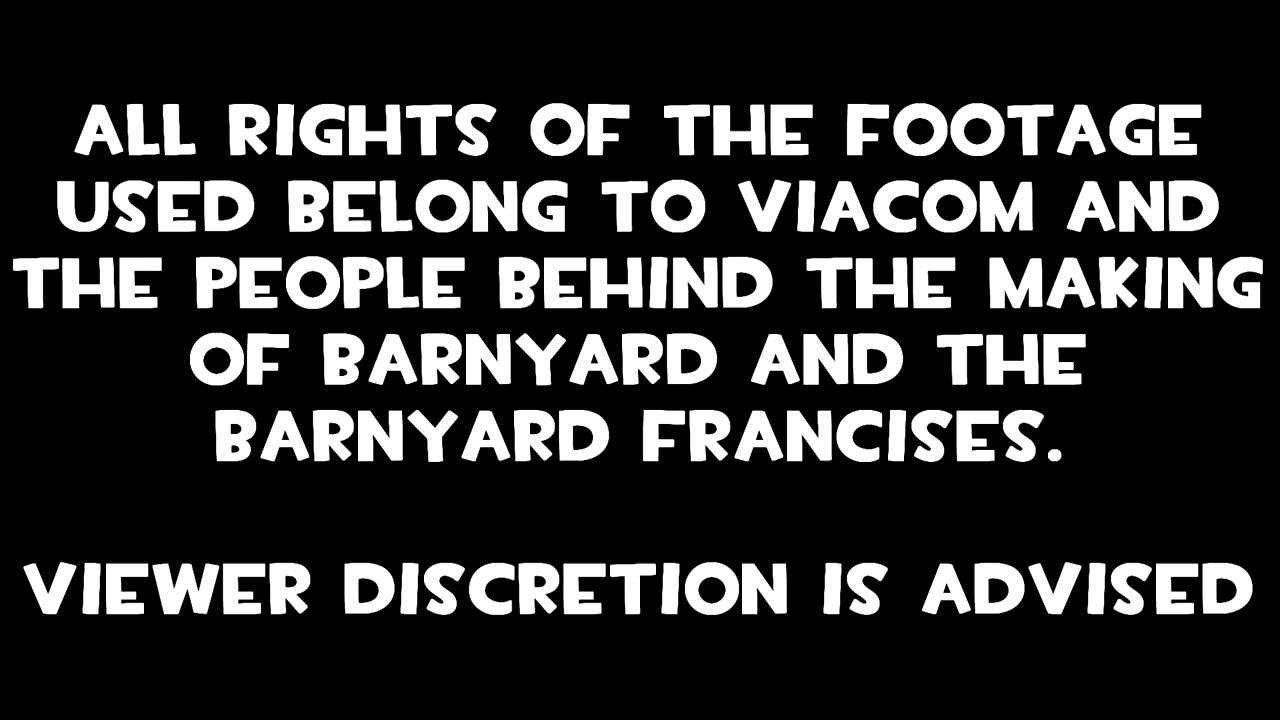 ALL RIGHTS OF THE FOOTAGE
USED BELONG TO VIACOM AND
THE PEOPLE BEHIND THE MAKING
OF BARNYARD AND THE
BARNYARD FRANCISES.
VIEWER DISCRETION IS ADVISED